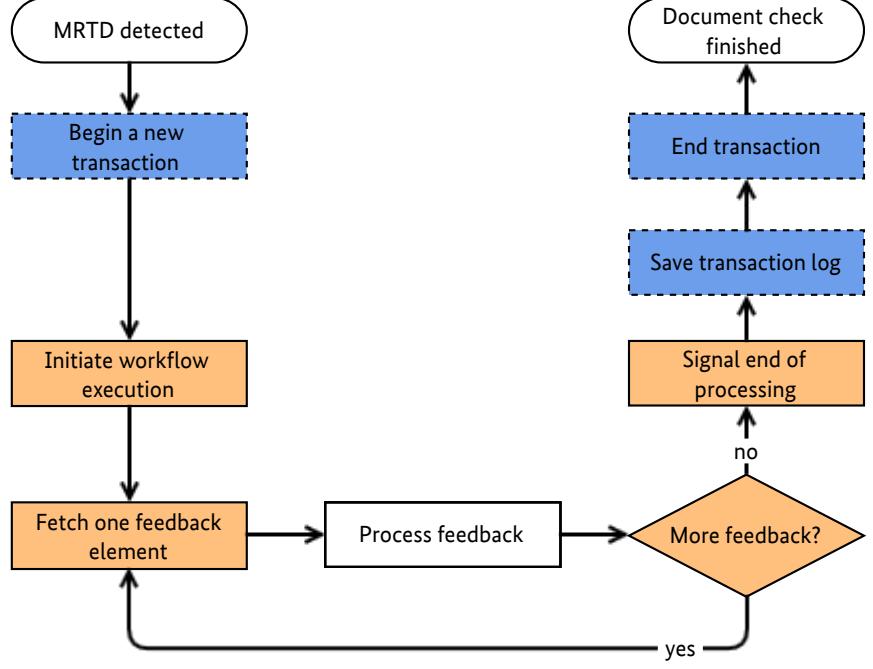 MRTD detected
Begin a new
transaction
Initiate workflow
execution
Fetch one feedback
element
Process feedback
More feedback?
yes
no
Signal end of
processing
Save transaction log
End transaction
Document check
finished